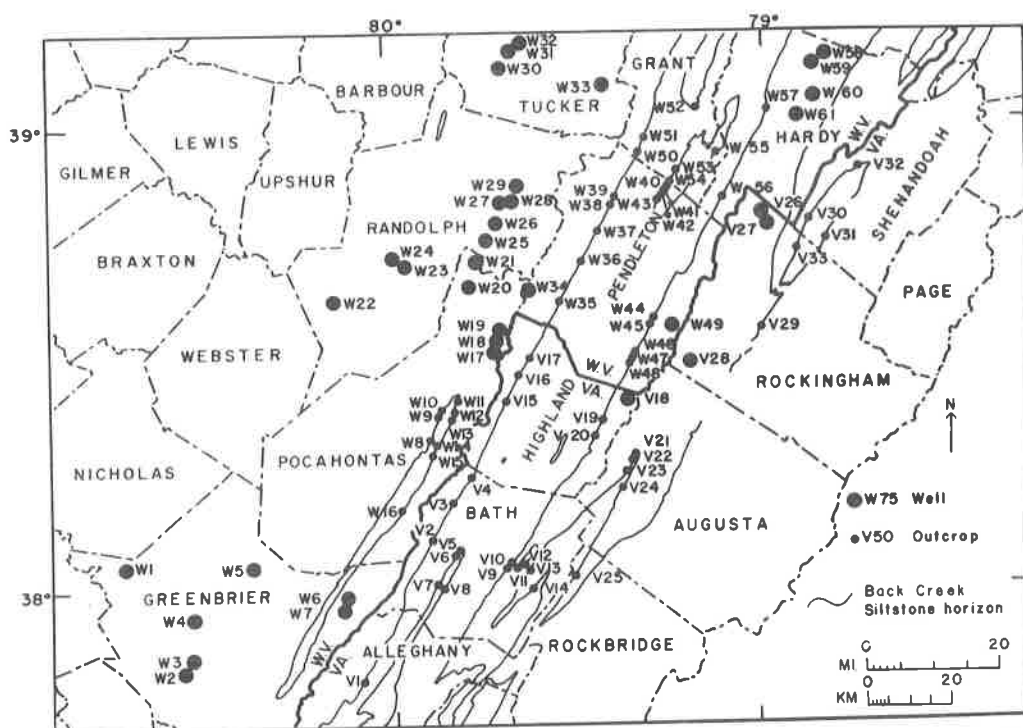 80°
79°
W32
W31
W30
W33
GRANT
W58
W59
BARBOUR
TUCKER
W52
W57
W60
W61
HARDY
39°
LEWIS
W51
W50
W.V.
VA.
GILMER
UPSHUR
W55
W53
W54
V32
W29
W27
W28
W39
W40
W38
W43
W41
W42
W56
V26
V27
V30
V31
V33
SHENANDOAH
RANDOLPH
W26
W25
W37
PENDLETON
W24
W23
W21
W36
BRAXTON
W20
W34
W35
PAGE
W22
W44
W45
W49
V29
W19
W18
W17
W46
W47
W48
V28
WEBSTER
V17
V16
W.V.
VA.
ROCKINGHAM
V15
HIGHLAND
V18
N
W10
W11
W9
W12
V19
V20
W13
W8
W14
W15
V21
V22
V23
V24
NICHOLAS
POCAHONTAS
V4
V3
BATH
W16
AUGUSTA
W75 Well
V50 Outcrop
V2
V5
V6
V10
V12
V9
V13
V11
V25
W1
W5
V7
V8
V14
Back Creek
Siltstone horizon
38°
GREENBRIER
W6
W7
W4
ROCKBRIDGE
ALLEGHANY
W.V.
VA.
W3
W2
V1
0 10 20
MI.
KM
0 10 20